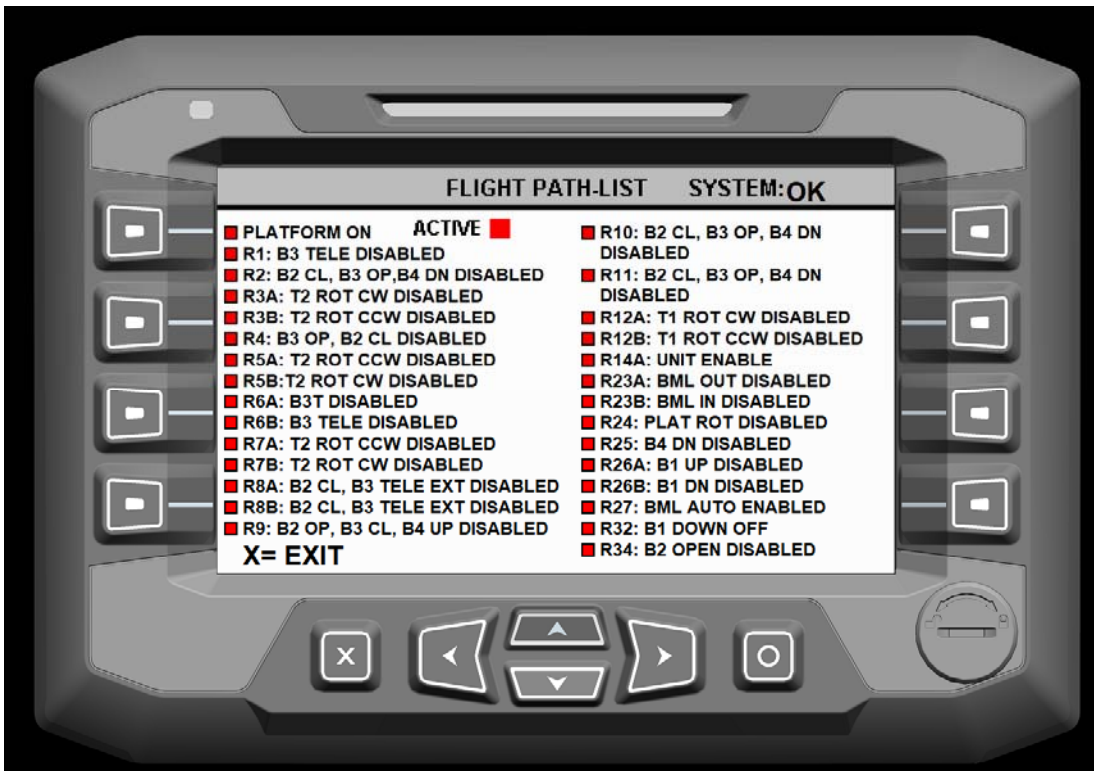 FLIGHT PATH-LIST SYSTEM:OK
PLATFORM ON ACTIVE
R1: B3 TELE DISABLED
R2: B2 CL, B3 OP,B4 DN DISABLED
R3A: T2 ROT CW DISABLED
R3B: T2 ROT CCW DISABLED
R4: B3 OP, B2 CL DISABLED
R5A: T2 ROT CCW DISABLED
R5B:T2 ROT CW DISABLED
R6A: B3T DISABLED
R6B: B3 TELE DISABLED
R7A: T2 ROT CCW DISABLED
R7B: T2 ROT CW DISABLED
R8A: B2 CL, B3 TELE EXT DISABLED
R8B: B2 CL, B3 TELE EXT DISABLED
R9: B2 OP, B3 CL, B4 UP DISABLED
X= EXIT
R10: B2 CL, B3 OP, B4 DN
DISABLED
R11: B2 CL, B3 OP, B4 DN
DISABLED
R12A: T1 ROT CW DISABLED
R12B: T1 ROT CCW DISABLED
R14A: UNIT ENABLE
R23A: BML OUT DISABLED
R23B: BML IN DISABLED
R24: PLAT ROT DISABLED
R25: B4 DN DISABLED
R26A: B1 UP DISABLED
R26B: B1 DN DISABLED
R27: BML AUTO ENABLED
R32: B1 DOWN OFF
R34: B2 OPEN DISABLED
X
O